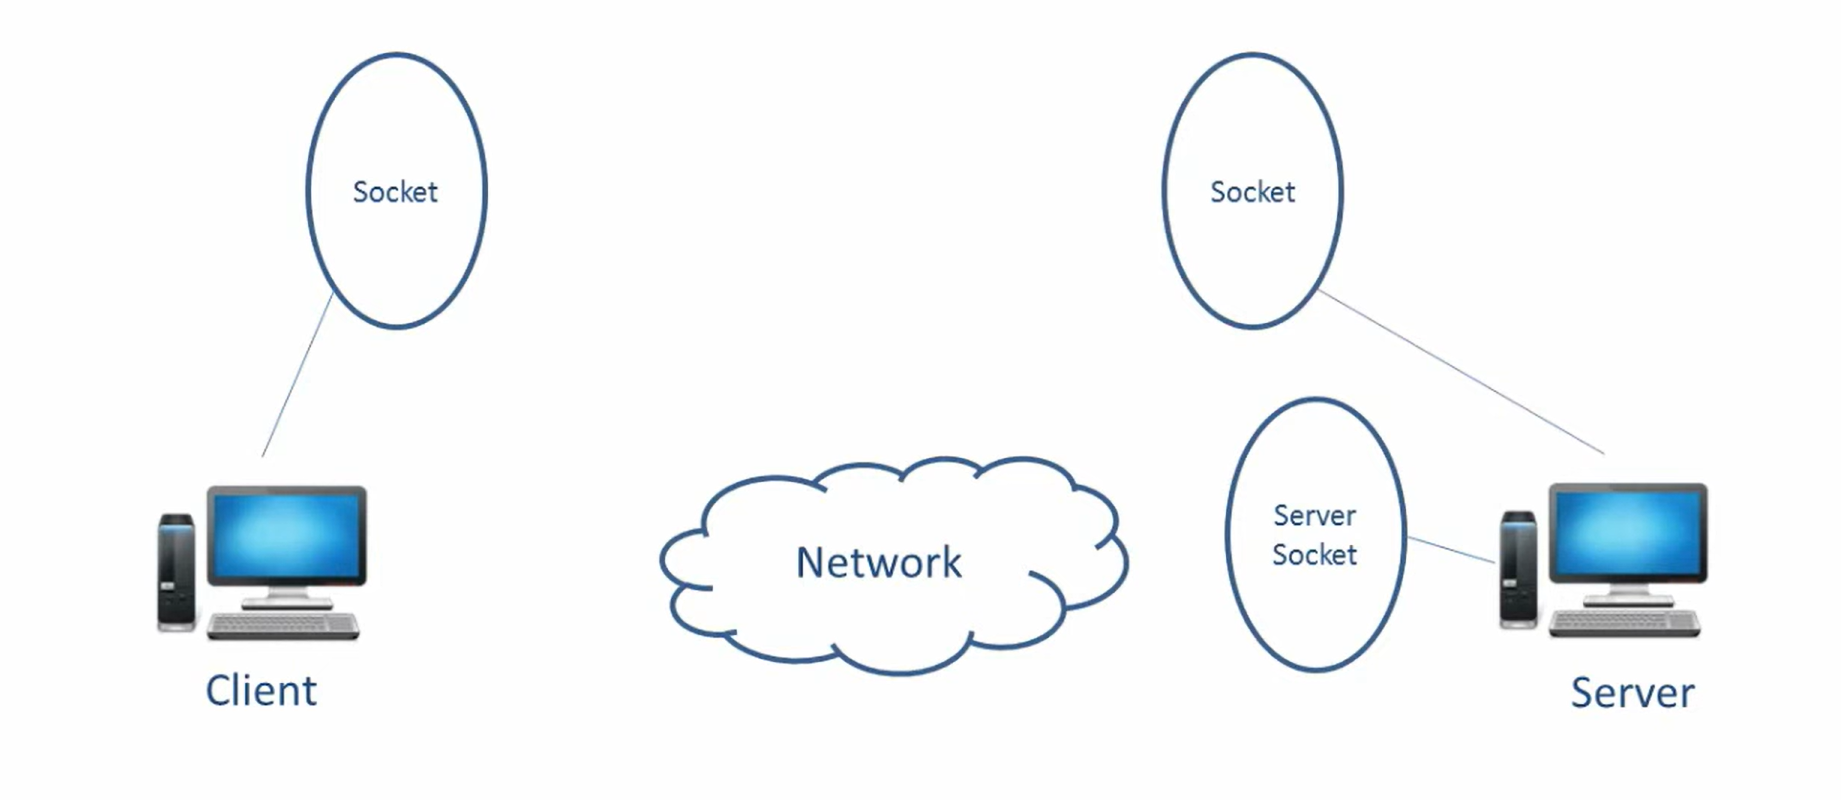 Socket
Socket
Server
Socket
Network
Client
Server